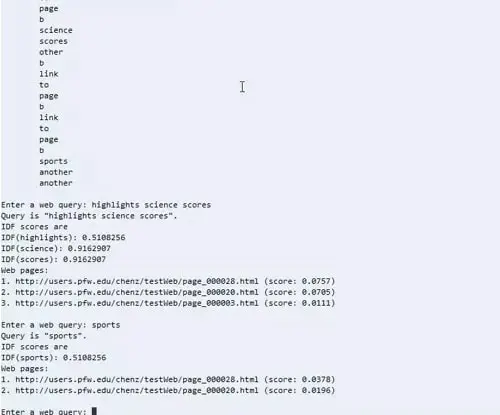 page
b
science
scores
other
b
link
to
page
b
link
to
page
b
sports
another
another
Enter a web query: highlights science scores
Query is "highlights science scores".
IDF scores are
IDF(highlights): 0.5108256
IDF(science): 0.9162907
IDF(scores): 0.9162907
Web pages:
1. http://users.pfw.edu/chenz/testWeb/page_000028.html (score: 0.0757)
2. http://users.pfw.edu/chenz/testWeb/page_000020.html (score: 0.0705)
3. http://users.pfw.edu/chenz/testWeb/page_000003.html (score: 0.0111)
Enter a web query: sports
Query is "sports".
IDF scores are
IDF(sports): 0.5108256
Web pages:
1. http://users.pfw.edu/chenz/testWeb/page_000028.html (score: 0.0378)
2. http://users.pfw.edu/chenz/testWeb/page_000020.html (score: 0.0196)
Enter a web query: